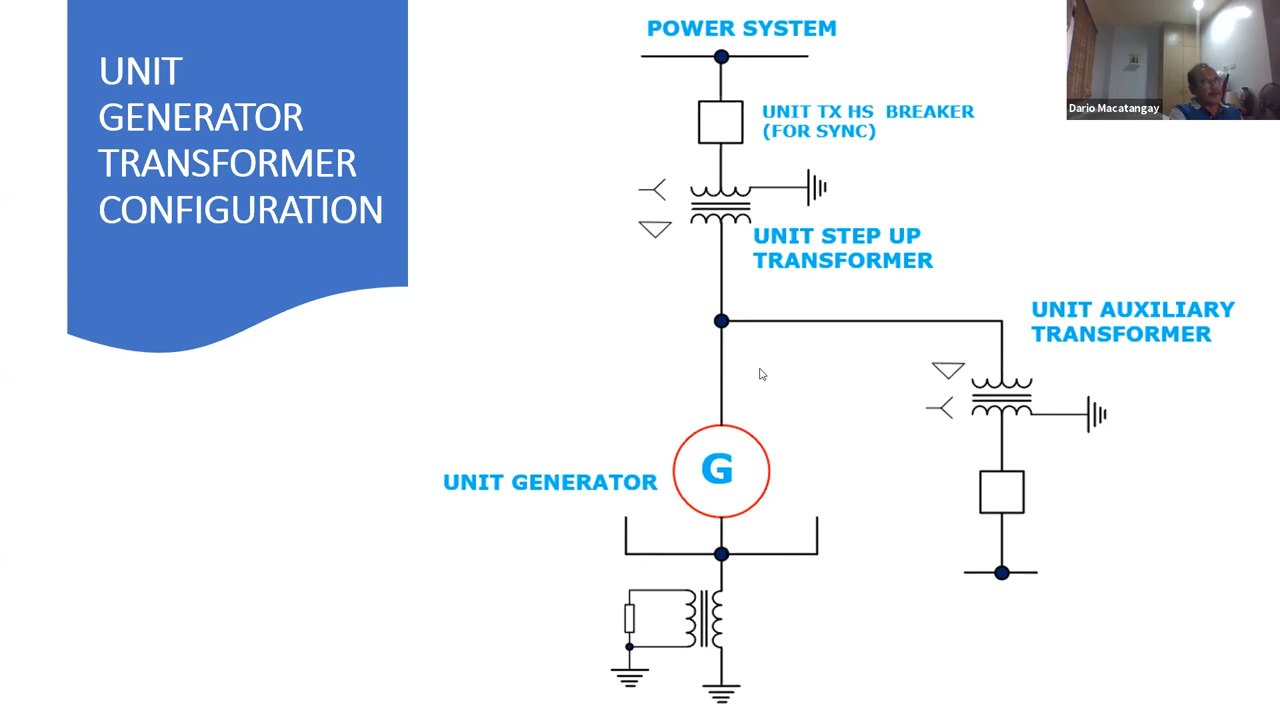 UNIT
GENERATOR
TRANSFORMER
CONFIGURATION
POWER SYSTEM
UNIT TX HS BREAKER
(FOR SYNC)
UNIT STEP UP
TRANSFORMER
UNIT AUXILIARY
TRANSFORMER
UNIT GENERATOR
G
Dario Macatangay